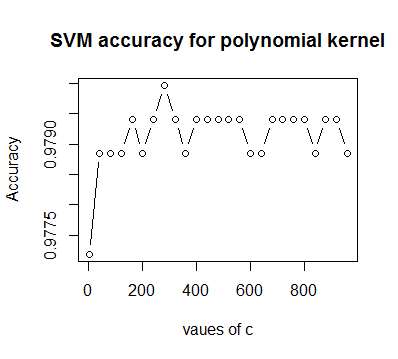 SVM accuracy for polynomial kernel
Accuracy
0.9790
0.9775
0 200 400 600 800
vaues of c